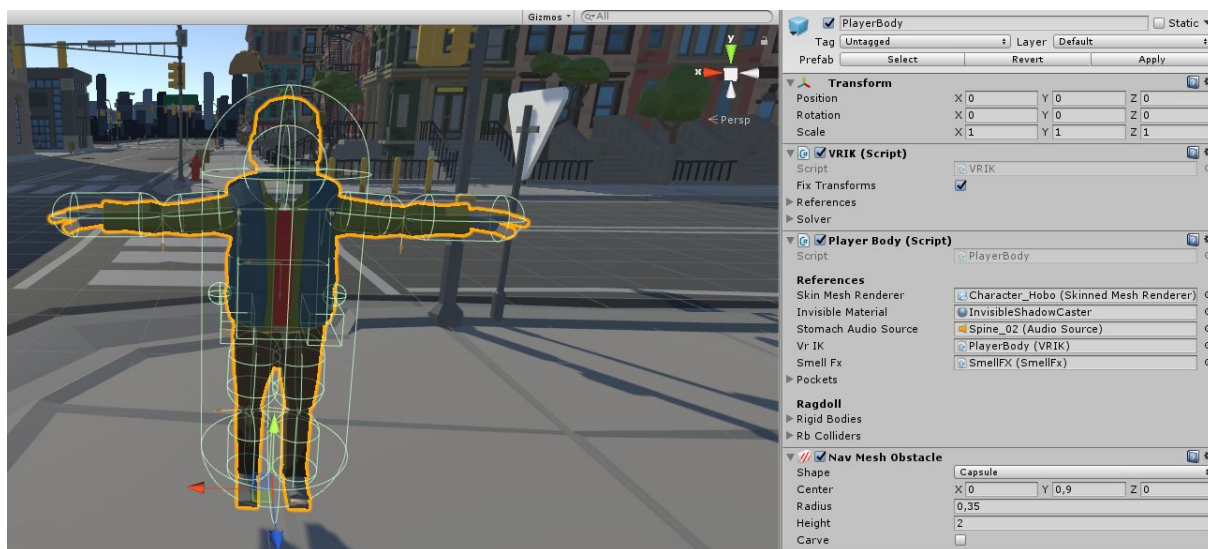 Gizmos
All
y
x
Persp
PlayerBody Static
Tag Untagged Layer Default
Prefab Select Revert Apply
Transform
Position X 0 Y 0 Z 0
Rotation X 0 Y 0 Z 0
Scale X 1 Y 1 Z 1
VRIK (Script)
Script VRIK
Fix Transforms
References
Solver
Player Body (Script)
Script PlayerBody
References
Skin Mesh Renderer Character_Hobo (Skinned Mesh Renderer)
Invisible Material InvisibleShadowCaster
Stomach Audio Source Spine_02 (Audio Source)
Vr IK PlayerBody (VRIK)
Smell Fx SmellFX (SmellFx)
Pockets
Ragdoll
Rigid Bodies
Rb Colliders
Nav Mesh Obstacle
Shape Capsule
Center X 0 Y 0,9 Z 0
Radius 0,35
Height 2
Carve